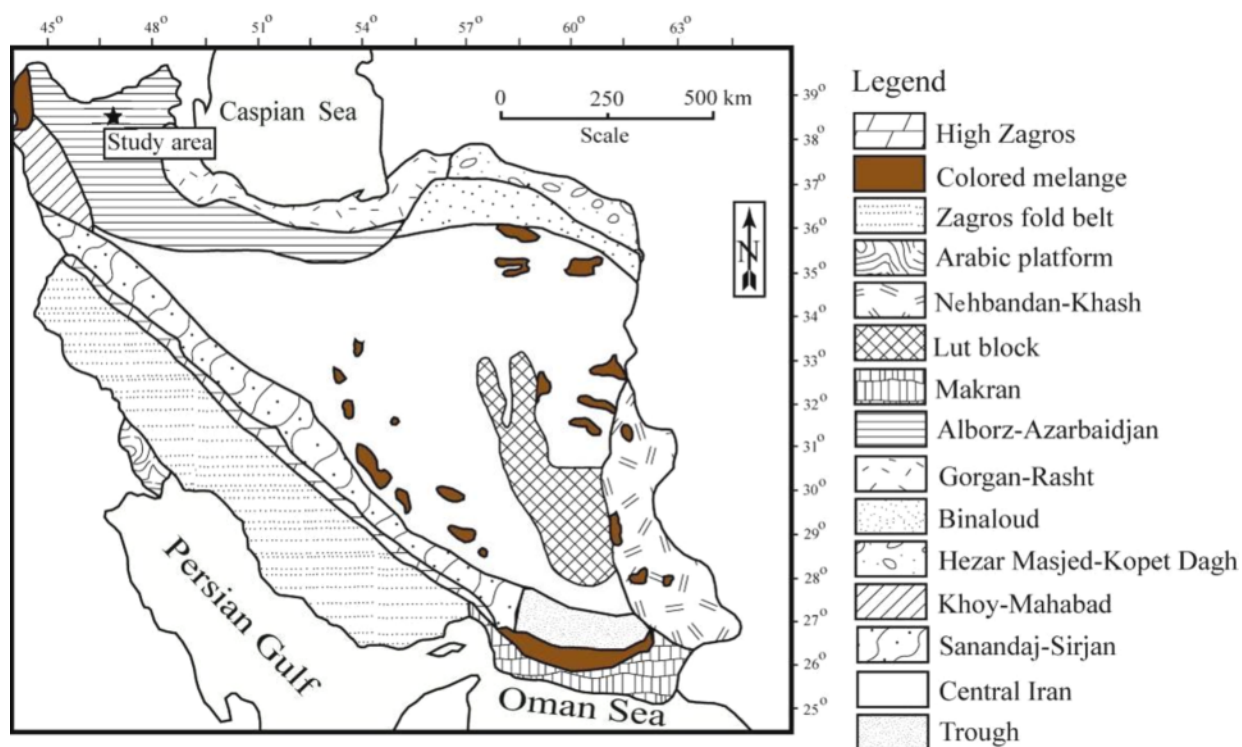 45° 48° 51° 54° 57° 60° 63°
Caspian Sea
0 250 500 km
Scale
Study area
N
39°
38°
37°
36°
35°
34°
33°
32°
31°
30°
29°
28°
27°
26°
25°
Persian Gulf
Oman Sea
Legend
High Zagros
Colored melange
Zagros fold belt
Arabic platform
Nehbandan-Khash
Lut block
Makran
Alborz-Azarbaidjan
Gorgan-Rasht
Binaloud
Hezar Masjed-Kopet Dagh
Khoy-Mahabad
Sanandaj-Sirjan
Central Iran
Trough